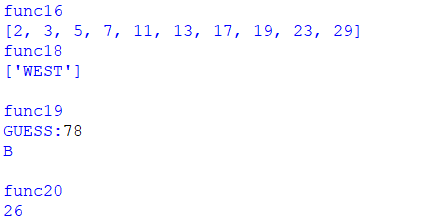 func16
[2, 3, 5, 7, 11, 13, 17, 19, 23, 29]
func18
['WEST']
func19
GUESS:78
B
func20
26